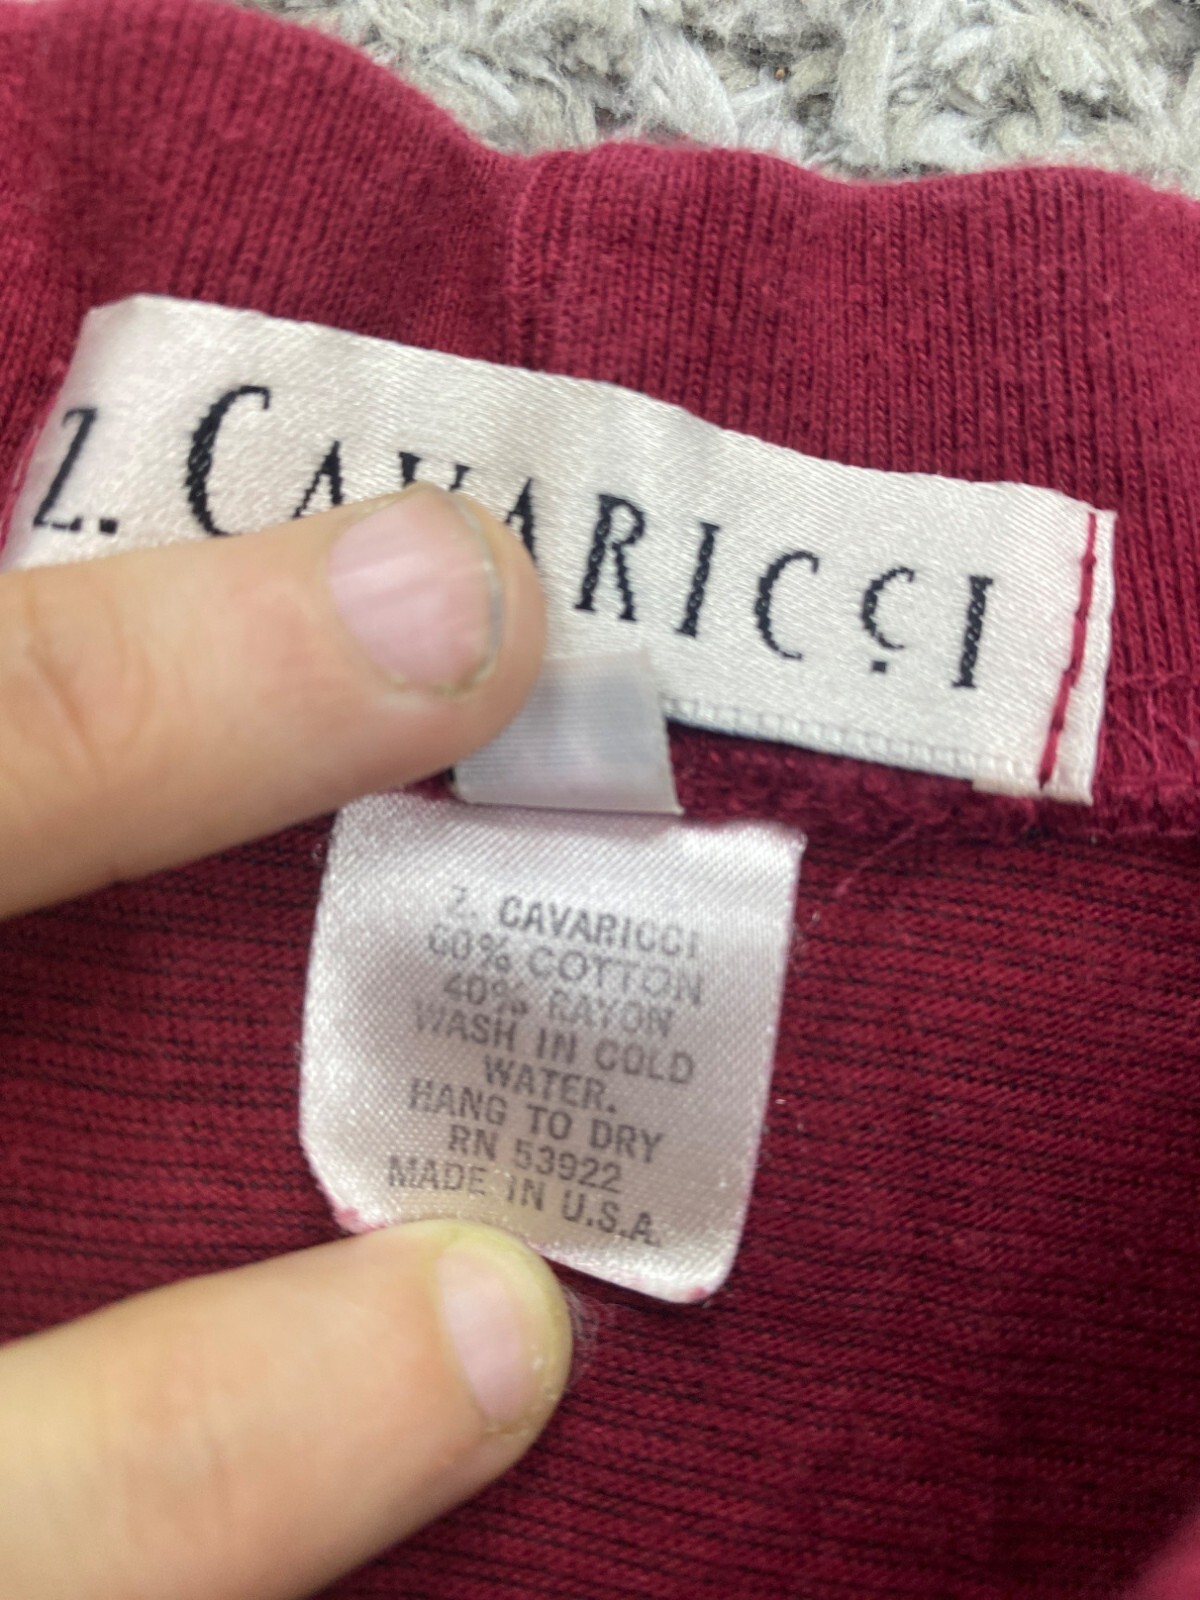 Z. CAVARICCI
Z. CAVARICCI
60% COTTON
40% RAYON
WASH IN COLD
WATER.
HANG TO DRY
RN 53922
MADE IN U.S.A.